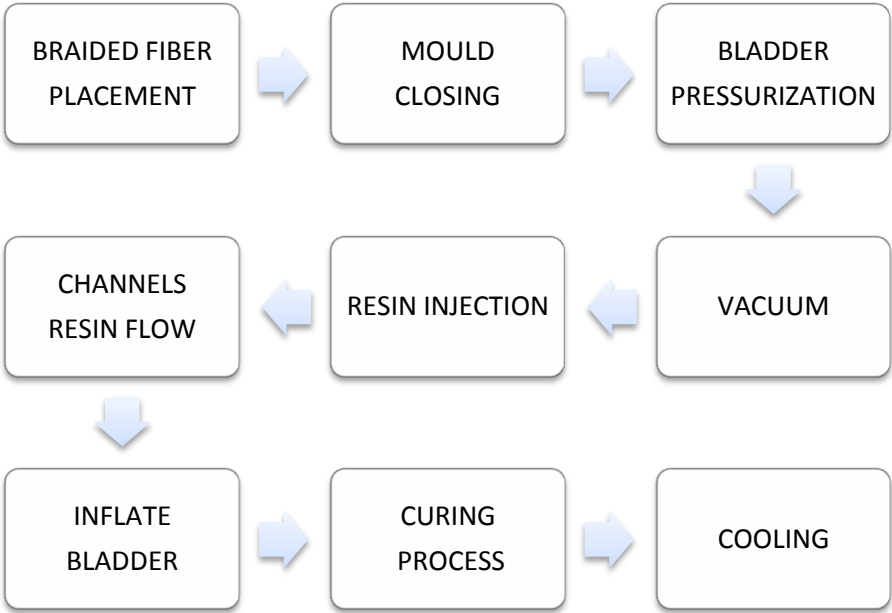 BRAIDED FIBER
PLACEMENT
MOULD
CLOSING
BLADDER
PRESSURIZATION
VACUUM
RESIN INJECTION
CHANNELS
RESIN FLOW
INFLATE
BLADDER
CURING
PROCESS
COOLING